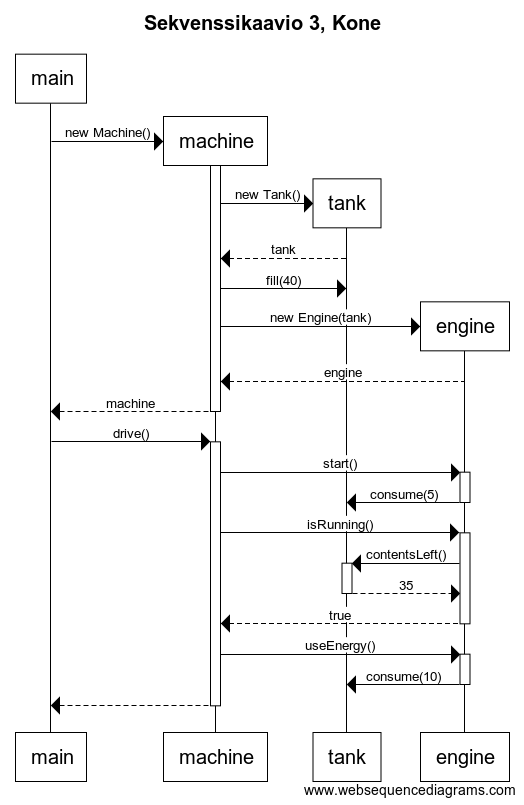 Sekvenssikaavio 3, Kone
main
new Machine()
machine
new Tank()
tank
tank
fill(40)
new Engine(tank)
engine
engine
machine
drive()
start()
consume(5)
isRunning()
contentsLeft()
35
true
useEnergy()
consume(10)
main machine tank engine
www.websequencediagrams.com